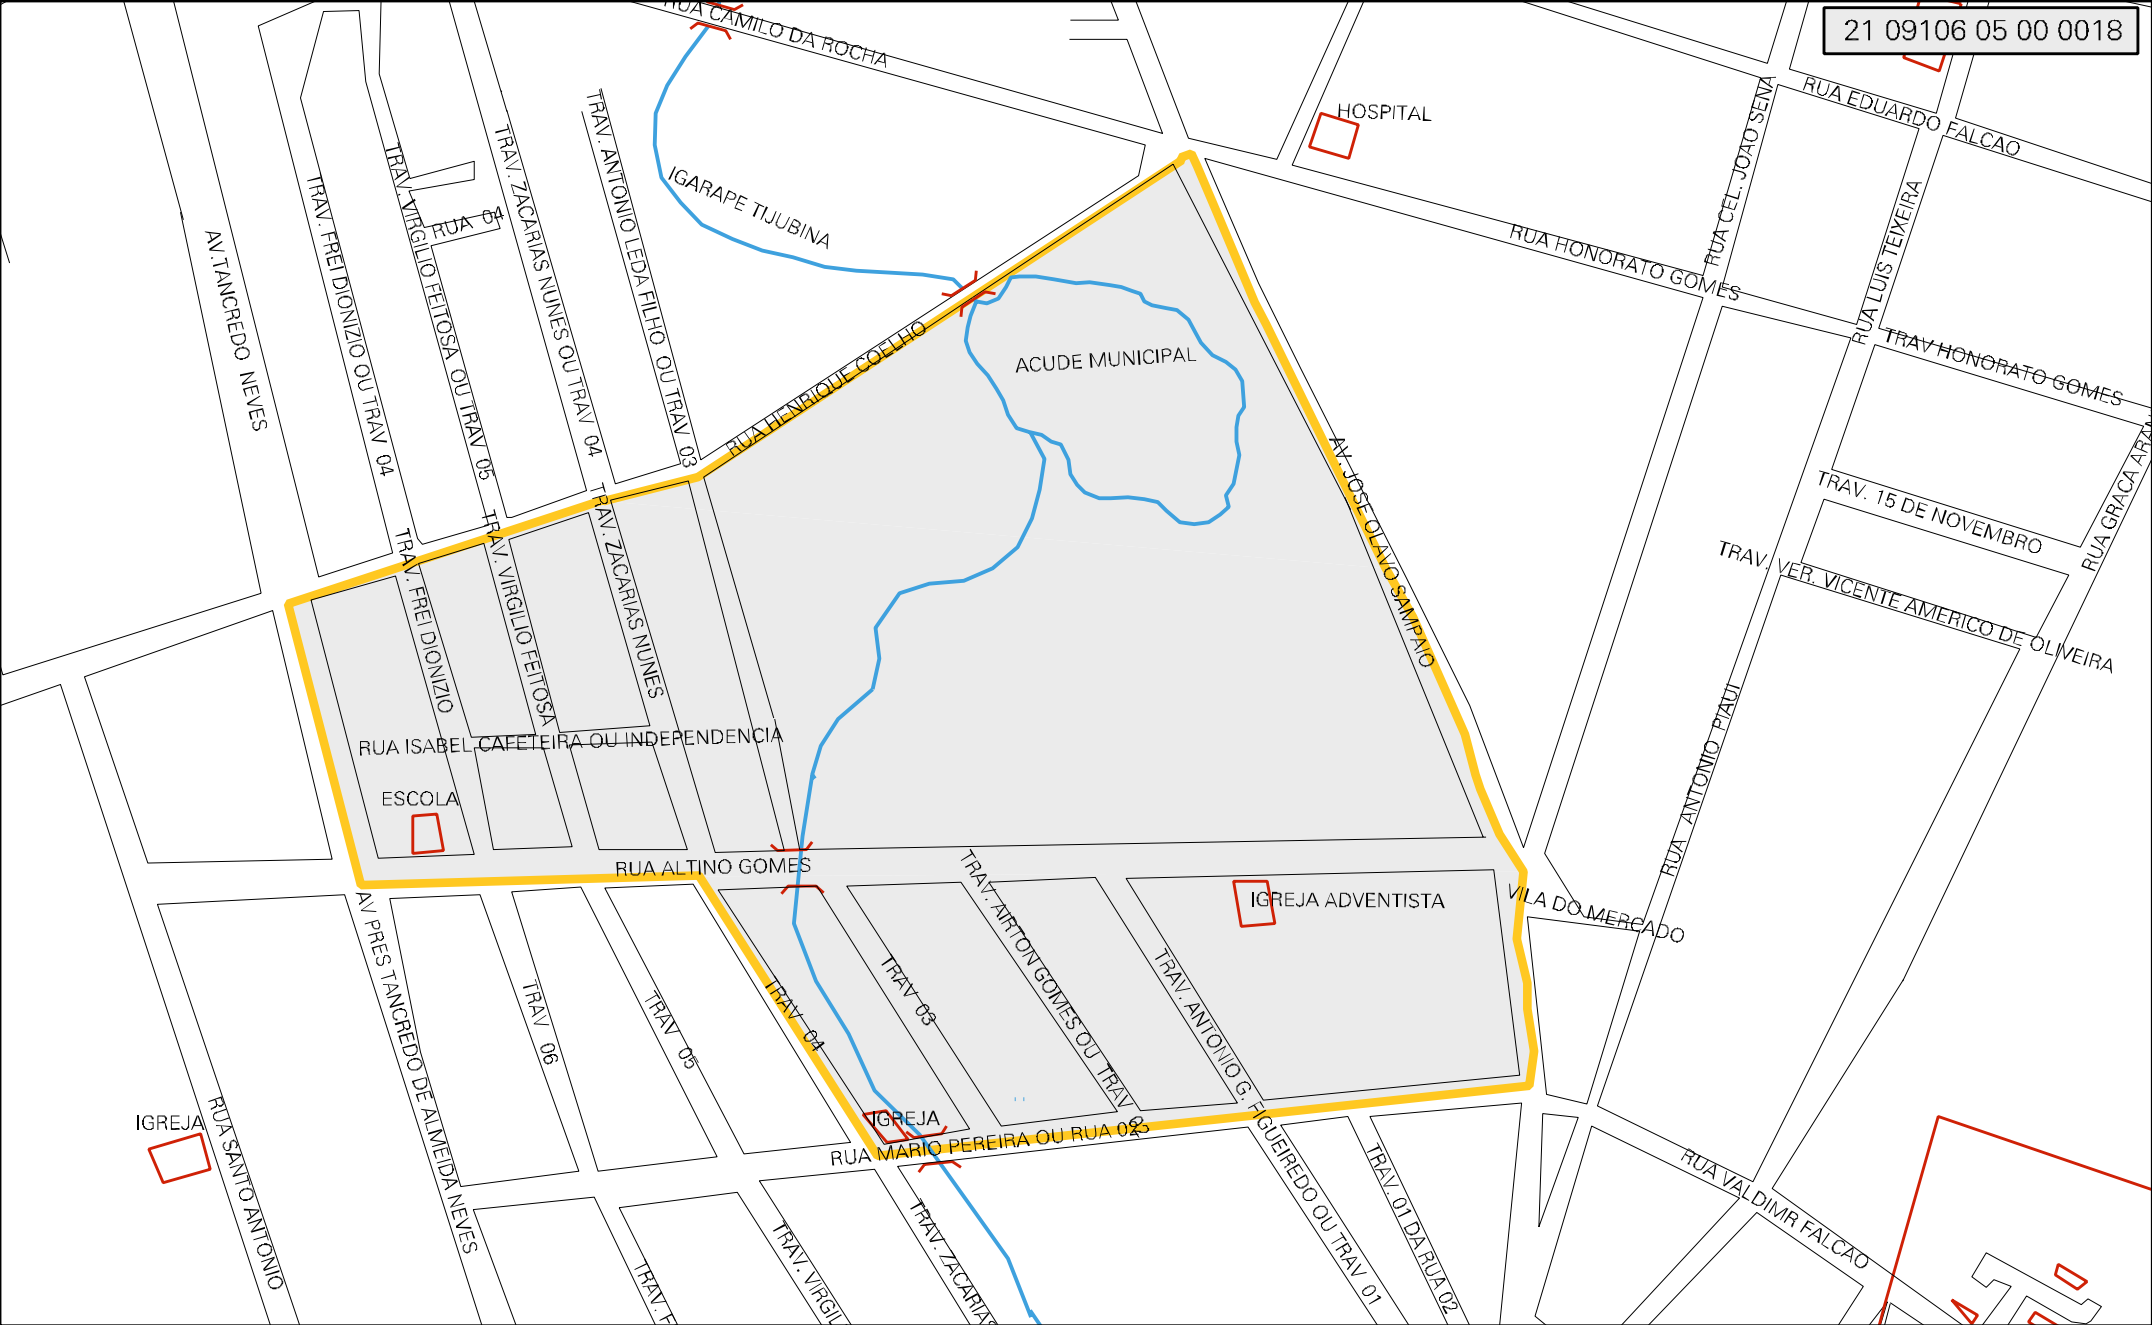 21 09106 05 00 0018
RUA CAMILO DA ROCHA
HOSPITAL
RUA EDUARDO FALCAO
RUA CEL. JOAO SENA
RUA LUIS TEIXEIRA
IGARAPE TIJUBINA
RUA 04
AV.TANCREDO NEVES
TRAV. FREI DIONIZIO OU TRAV 04
TRAV. VIRGILIO FEITOSA OU TRAV 05
TRAV. ZACARIAS NUNES OU TRAV 04
TRAV. ANTONIO LEDA FILHO OU TRAV 03
RUA HONORATO GOMES
TRAV HONORATO GOMES
RUA HENRIQUE COELHO
ACUDE MUNICIPAL
AV. JOSE OLAVO SAMPAIO
TRAV. 15 DE NOVEMBRO
RUA GRACA
TRAV. VER. VICENTE AMERICO DE OLIVEIRA
TRAV. FREI DIONIZIO
TRAV. VIRGILIO FEITOSA
TRAV. ZACARIAS NUNES
RUA ANTONIO PIAUI
RUA ISABEL CAFETEIRA OU INDEPENDENCIA
ESCOLA
RUA ALTINO GOMES
IGREJA ADVENTISTA
VILA DO MERCADO
AV PRES TANCREDO DE ALMEIDA NEVES
TRAV 06
TRAV 05
TRAV 04
TRAV 03
TRAV. AIRTON GOMES OU TRAV 02
TRAV. ANTONIO G. FIGUEIREDO OU TRAV 01
IGREJA
RUA SANTO ANTONIO
IGREJA
RUA MARIO PEREIRA OU RUA 02
TRAV. 01 DA RUA 02
RUA VALDIMR FALCAO
TRAV. F
TRAV. VIRGIL
TRAV. ZACARIAS